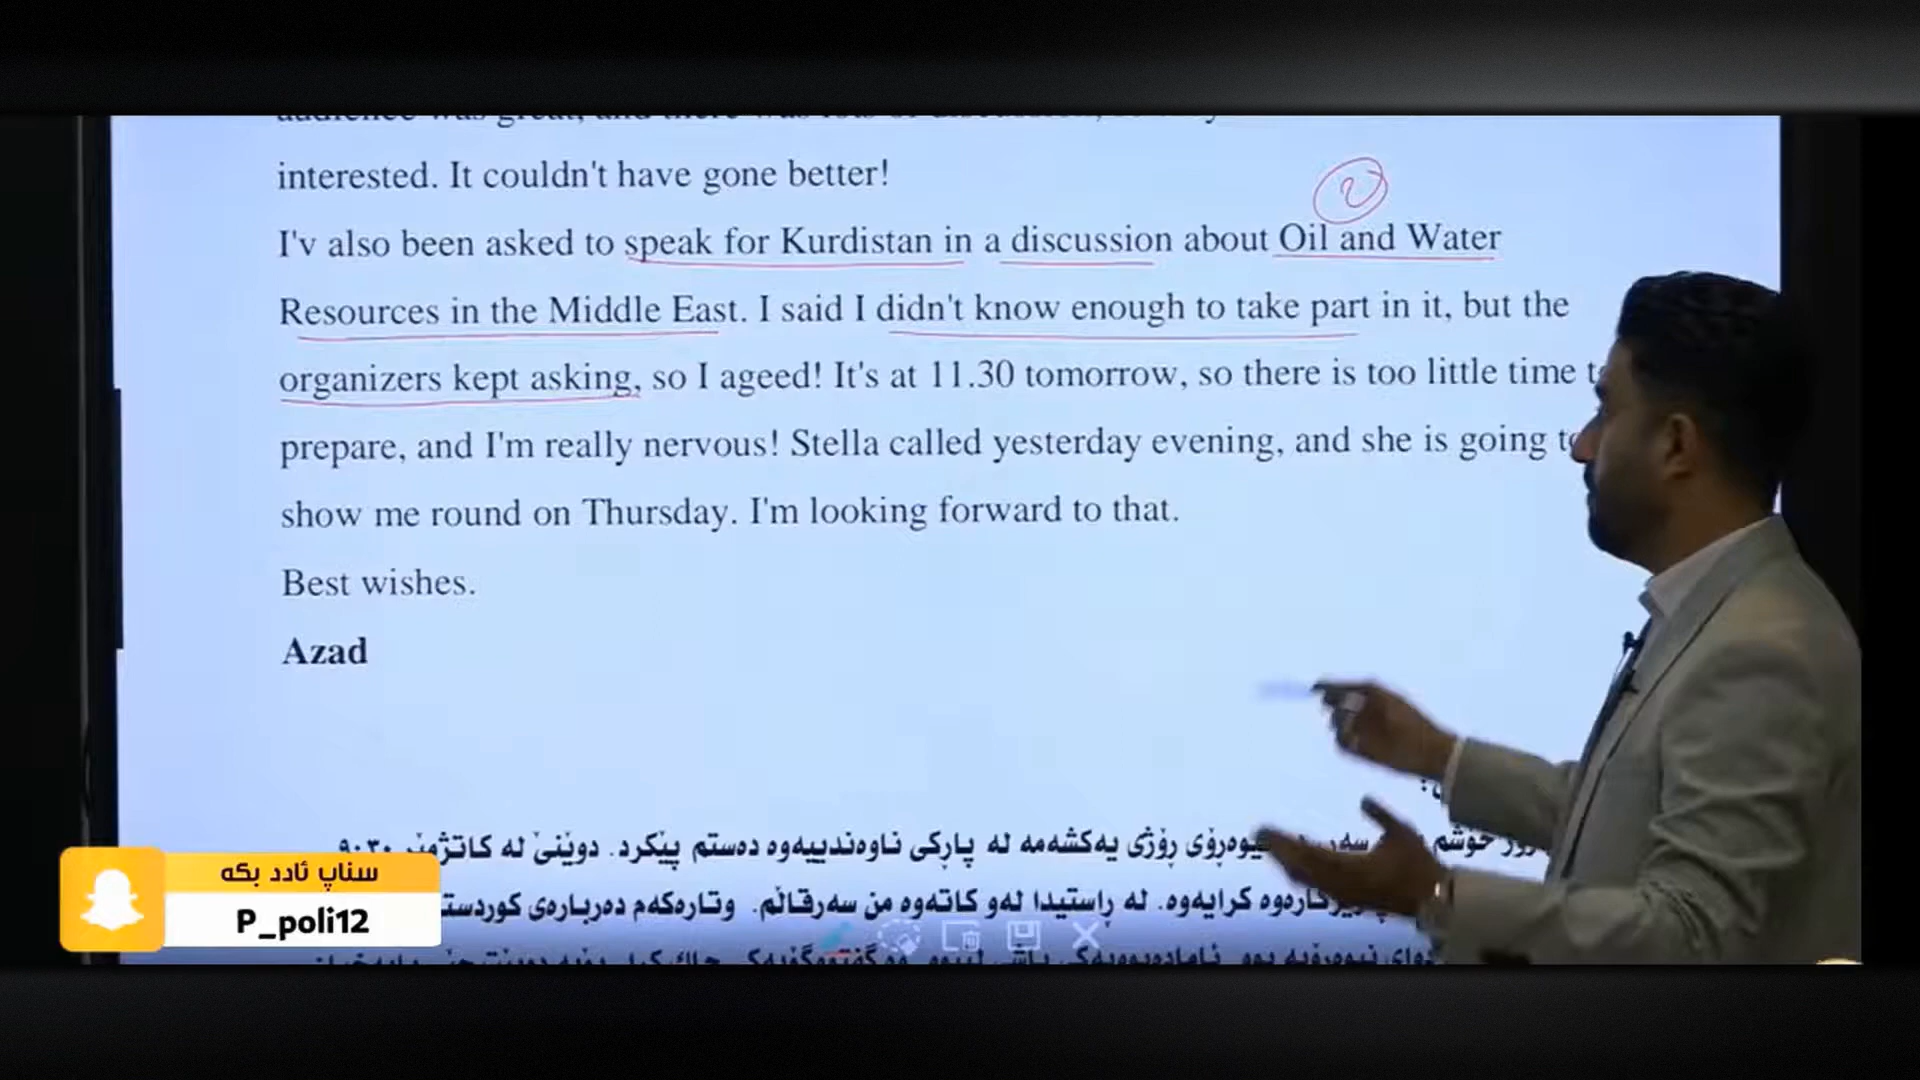 interested. It couldn't have gone better!
I'v also been asked to speak for Kurdistan in a discussion about Oil and Water
Resources in the Middle East. I said I didn't know enough to take part in it, but the
organizers kept asking, so I ageed! It's at 11.30 tomorrow, so there is too little time
prepare, and I'm really nervous! Stella called yesterday evening, and she is going
show me round on Thursday. I'm looking forward to that.
Best wishes.
Azad
ڕۆژی یەکشەمە لە پارکی ناوەندییەوە دەستم پێکرد. دوێنێ لە کاتژمێر ٩:٣٠
کرایەوە. لە ڕاستیدا لەو کاتەوە من سەرقاڵم. وتارەکەم دەربارەی
سناپ ئادد بکە
P_poli12